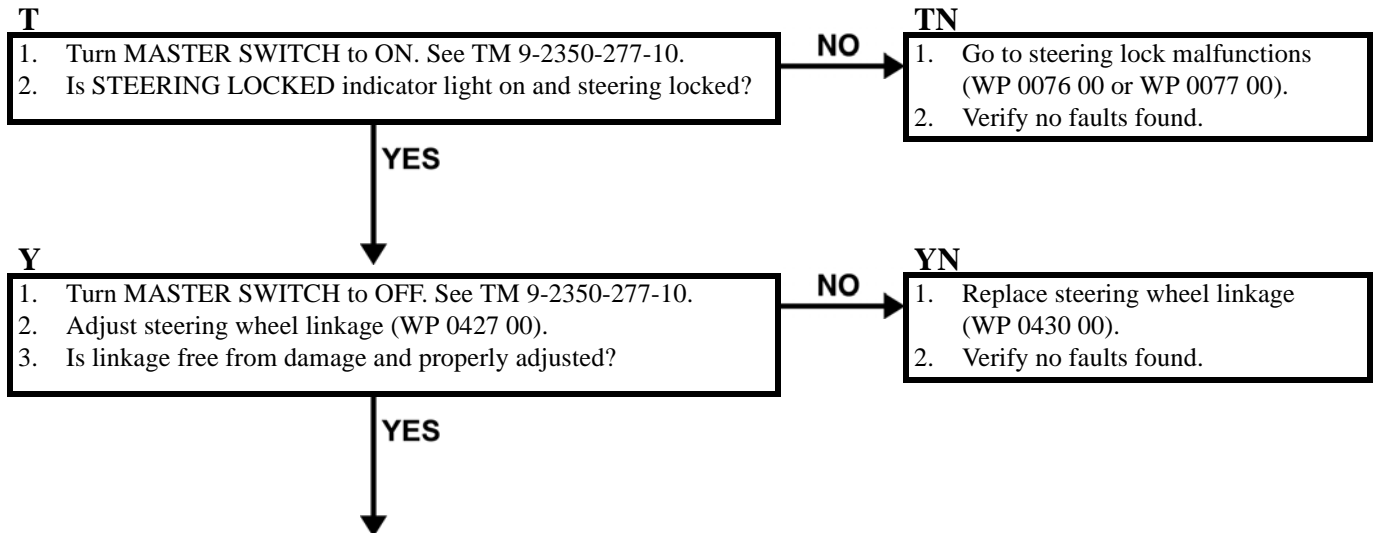 T
1. Turn MASTER SWITCH to ON. See TM 9-2350-277-10.
2. Is STEERING LOCKED indicator light on and steering locked?
NO
TN
1. Go to steering lock malfunctions
(WP 0076 00 or WP 0077 00).
2. Verify no faults found.
YES
Y
1. Turn MASTER SWITCH to OFF. See TM 9-2350-277-10.
2. Adjust steering wheel linkage (WP 0427 00).
3. Is linkage free from damage and properly adjusted?
NO
YN
1. Replace steering wheel linkage
(WP 0430 00).
2. Verify no faults found.
YES